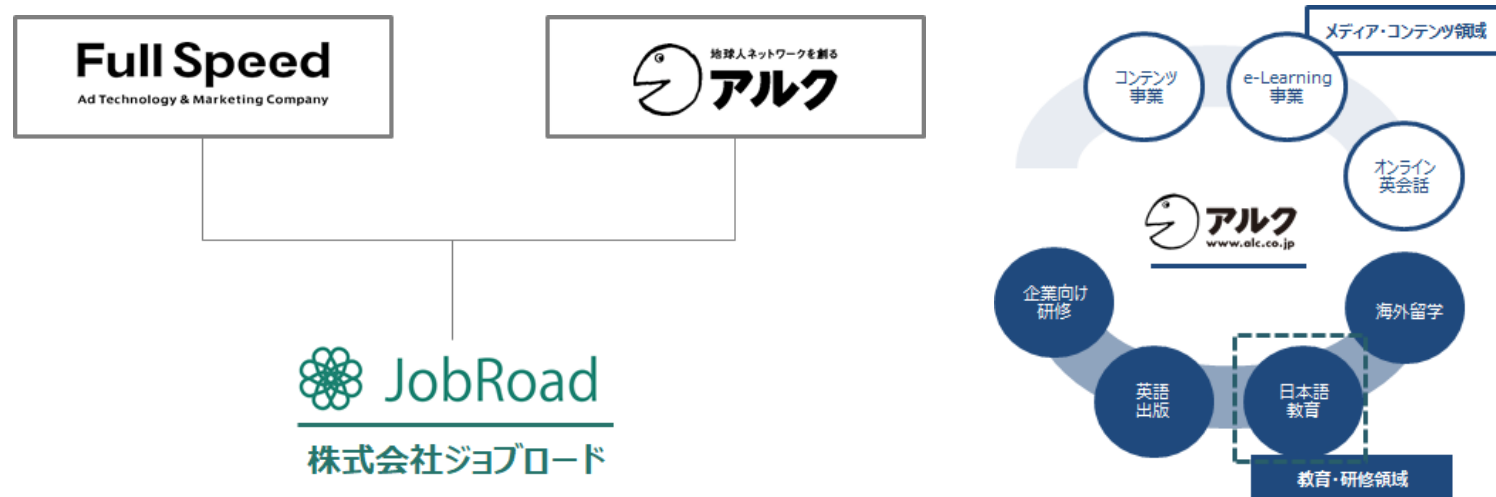 Full Speed
Ad Technology & Marketing Company
地球人ネットワークを創る
アルク
JobRoad
株式会社ジョブロード
メディア・コンテンツ領域
コンテンツ
事業
e-Learning
事業
オンライン
英会話
アルク
www.alc.co.jp
企業向け
研修
海外留学
英語
出版
日本語
教育
教育・研修領域